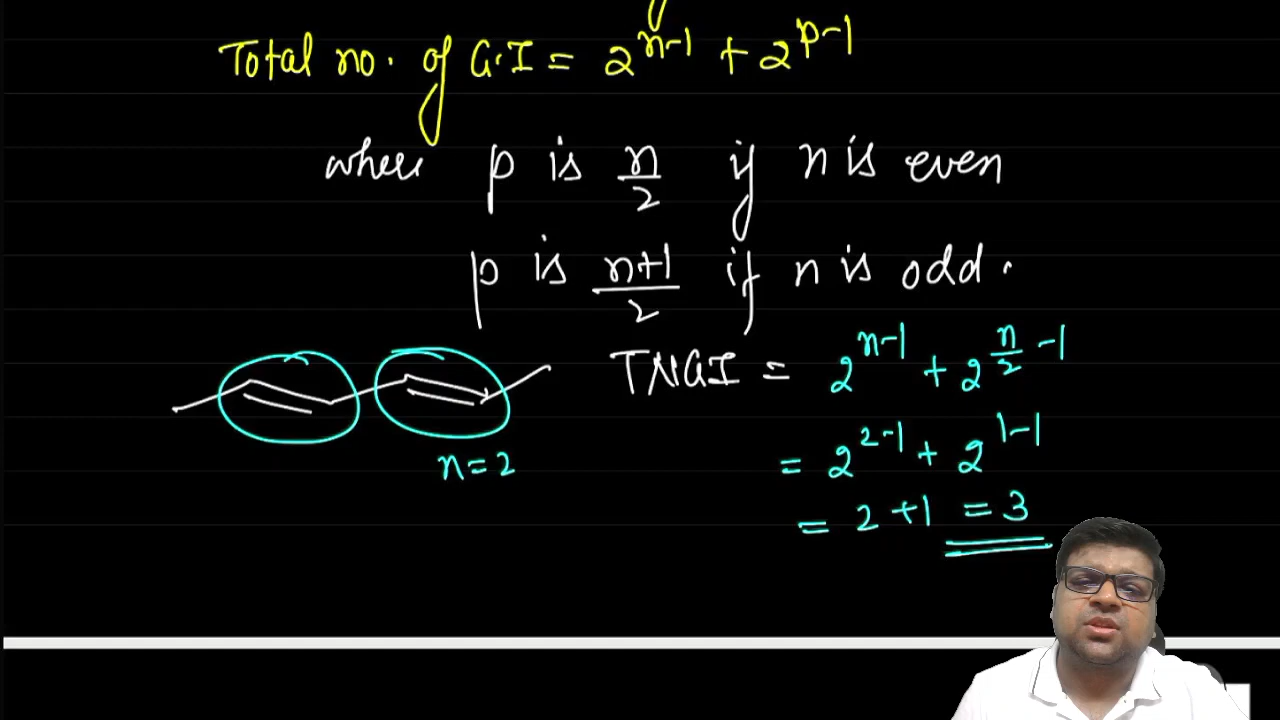 Total no. of G.I = 2^{n-1} + 2^{p-1}
where p is n/2 if n is even
p is n+1/2 if n is odd.
TNGI = 2^{n-1} + 2^{n/2 -1}
n=2
= 2^{2-1} + 2^{1-1}
= 2 +1 = 3